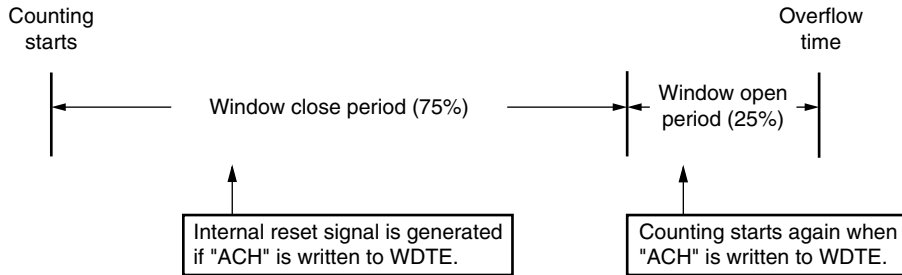 Counting
starts
Overflow
time
Window close period (75%)
Window open
period (25%)
Internal reset signal is generated
if "ACH" is written to WDTE.
Counting starts again when
"ACH" is written to WDTE.